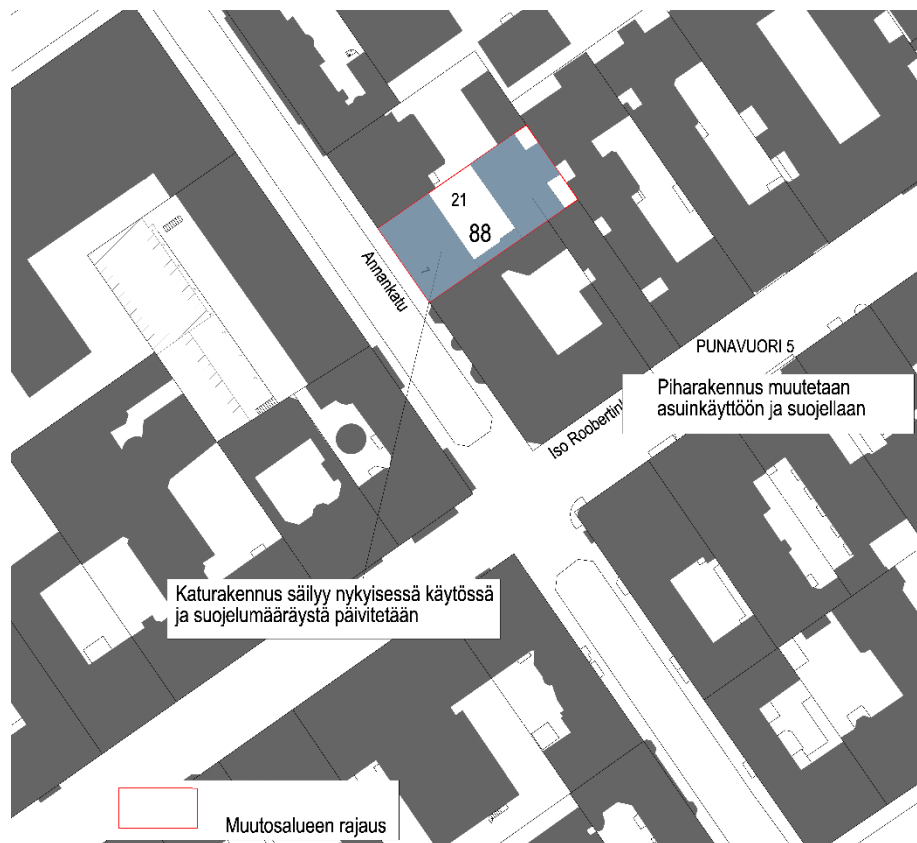 21
88
7
Annankatu
PUNAVUORI 5
Piharakennus muutetaan
asuinkäyttöön ja suojellaan
Iso
Katurakennus säilyy nykyisessä käytössä
ja suojelumääräystä päivitetään
Muutosalueen rajaus